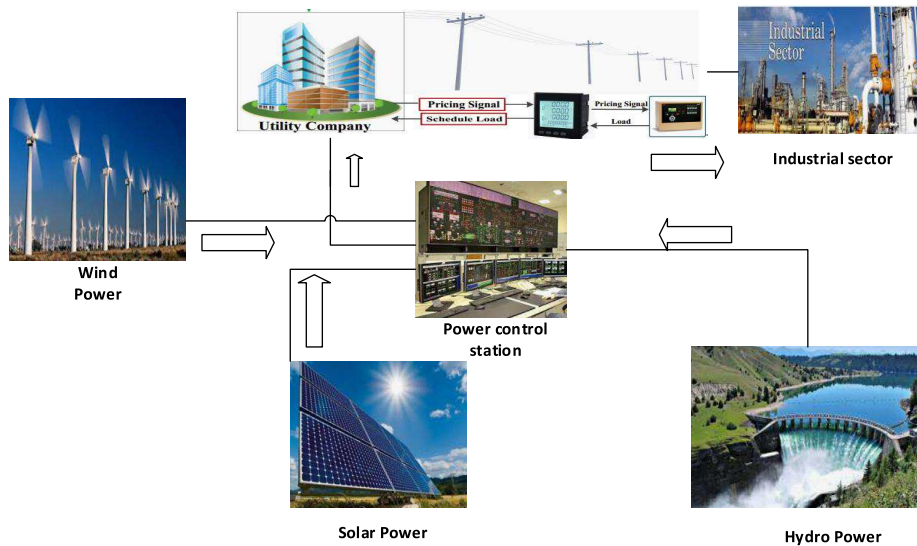 Industrial
Sector
Pricing Signal
Schedule Load
Utility Company
Pricing Signal
Load
Industrial sector
Wind
Power
Power control
station
Solar Power
Hydro Power